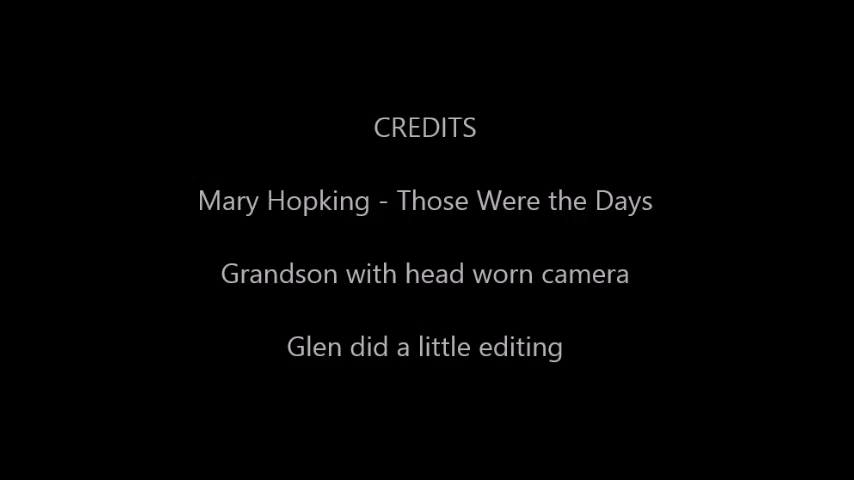 CREDITS
Mary Hopking - Those Were the Days
Grandson with head worn camera
Glen did a little editing